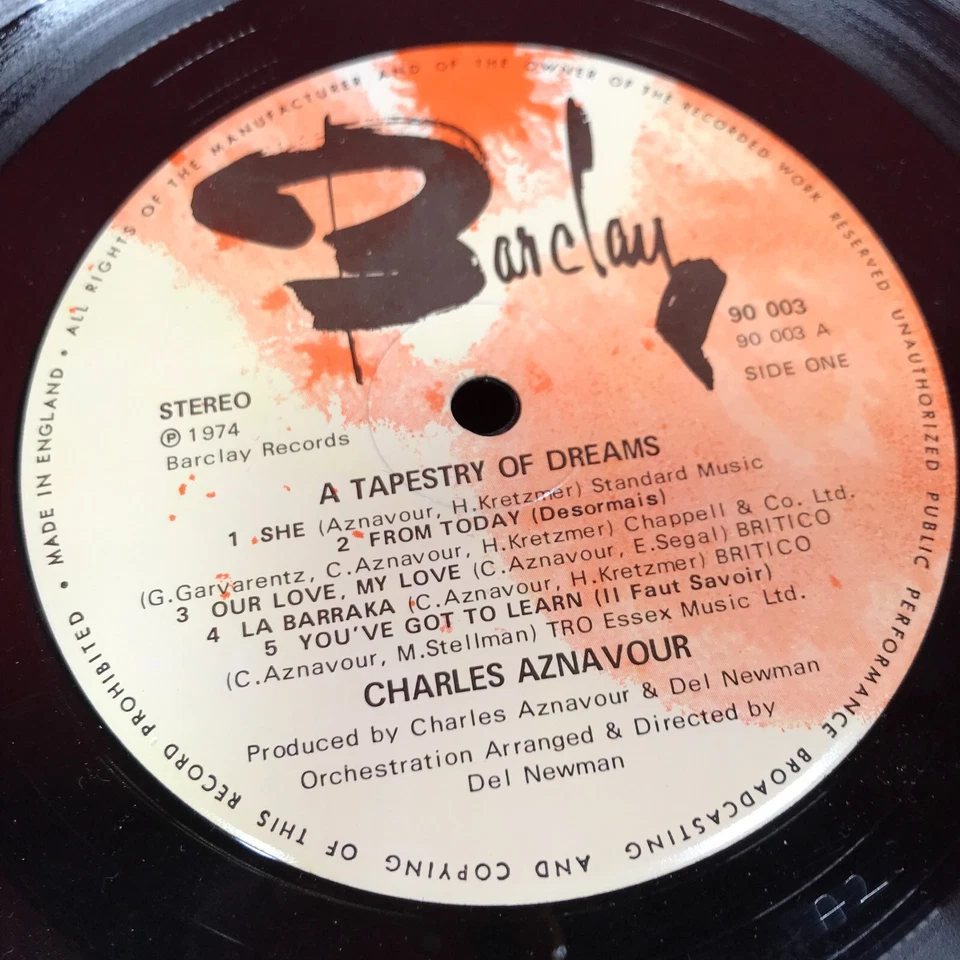 • ALL RIGHTS OF THE MANUFACTURER AND OF THE OWNER OF THE RECORDED WORK RESERVED UNAUTHORIZED PUBLIC PERFORMANCE BROADCASTING AND COPYING OF THIS RECORD PROHIBITED • MADE IN ENGLAND
Barclay
90 003
90 003 A
SIDE ONE
STEREO
Ⓟ 1974
Barclay Records
A TAPESTRY OF DREAMS
1 SHE (Aznavour, H.Kretzmer) Standard Music
2 FROM TODAY (Desormais)
(G.Garvarentz, C.Aznavour, H.Kretzmer) Chappell & Co. Ltd.
3 OUR LOVE, MY LOVE (C.Aznavour, E.Segal) BRITICO
4 LA BARRAKA (C.Aznavour, H.Kretzmer) BRITICO
5 YOU'VE GOT TO LEARN (Il Faut Savoir)
(C.Aznavour, M.Stellman) TRO Essex Music Ltd.
CHARLES AZNAVOUR
Produced by Charles Aznavour & Del Newman
Orchestration Arranged & Directed by
Del Newman